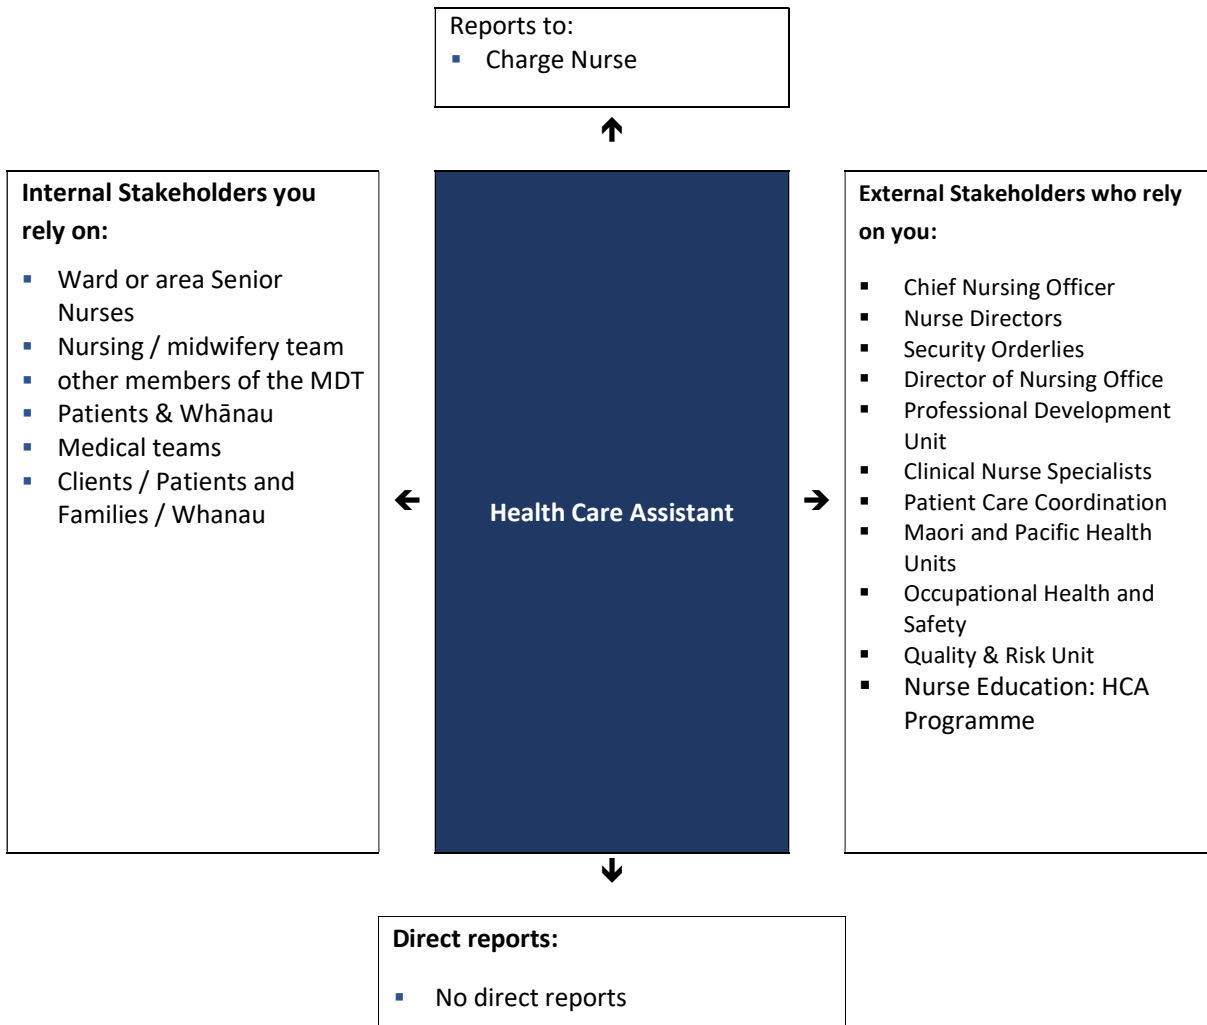 Reports to:
▪ Charge Nurse
Internal Stakeholders you
rely on:
▪ Ward or area Senior
Nurses
▪ Nursing / midwifery team
▪ other members of the MDT
▪ Patients & Whānau
▪ Medical teams
▪ Clients / Patients and
Families / Whanau
Health Care Assistant
External Stakeholders who rely
on you:
▪ Chief Nursing Officer
▪ Nurse Directors
▪ Security Orderlies
▪ Director of Nursing Office
▪ Professional Development
Unit
▪ Clinical Nurse Specialists
▪ Patient Care Coordination
▪ Maori and Pacific Health
Units
▪ Occupational Health and
Safety
▪ Quality & Risk Unit
▪ Nurse Education: HCA
Programme
Direct reports:
▪ No direct reports